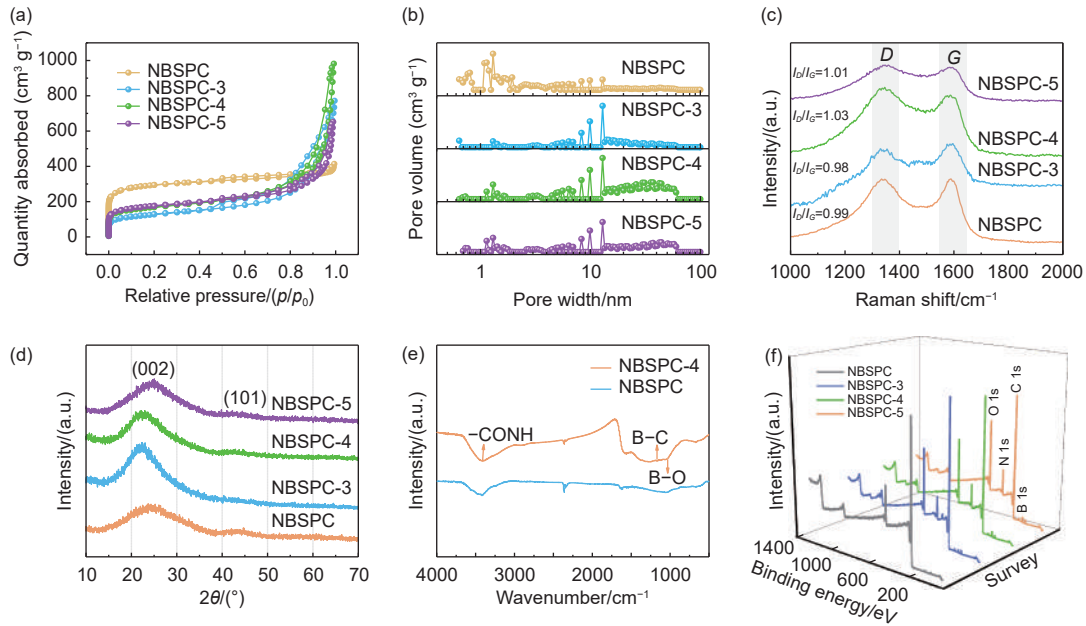 (a)
Quantity absorbed (cm³ g⁻¹)
1000
800
600
400
200
0
NBSPC
NBSPC-3
NBSPC-4
NBSPC-5
0.0 0.2 0.4 0.6 0.8 1.0
Relative pressure/(p/p₀)
(b)
Pore volume (cm³ g⁻¹)
NBSPC
NBSPC-3
NBSPC-4
NBSPC-5
1 10 100
Pore width/nm
(c)
Intensity/(a.u.)
D G
I_D/I_G=1.01
NBSPC-5
I_D/I_G=1.03
NBSPC-4
I_D/I_G=0.98
NBSPC-3
I_D/I_G=0.99
NBSPC
1000 1200 1400 1600 1800 2000
Raman shift/cm⁻¹
(d)
Intensity/(a.u.)
(002)
(101)
NBSPC-5
NBSPC-4
NBSPC-3
NBSPC
10 20 30 40 50 60 70
2θ/(°)
(e)
Intensity/(a.u.)
NBSPC-4
NBSPC
−CONH
B−C
B−O
4000 3000 2000 1000
Wavenumber/cm⁻¹
(f)
Intensity/(a.u.)
NBSPC
NBSPC-3
NBSPC-4
NBSPC-5
O 1s
C 1s
N 1s
B 1s
1400 1000 600 200
Binding energy/eV
Survey